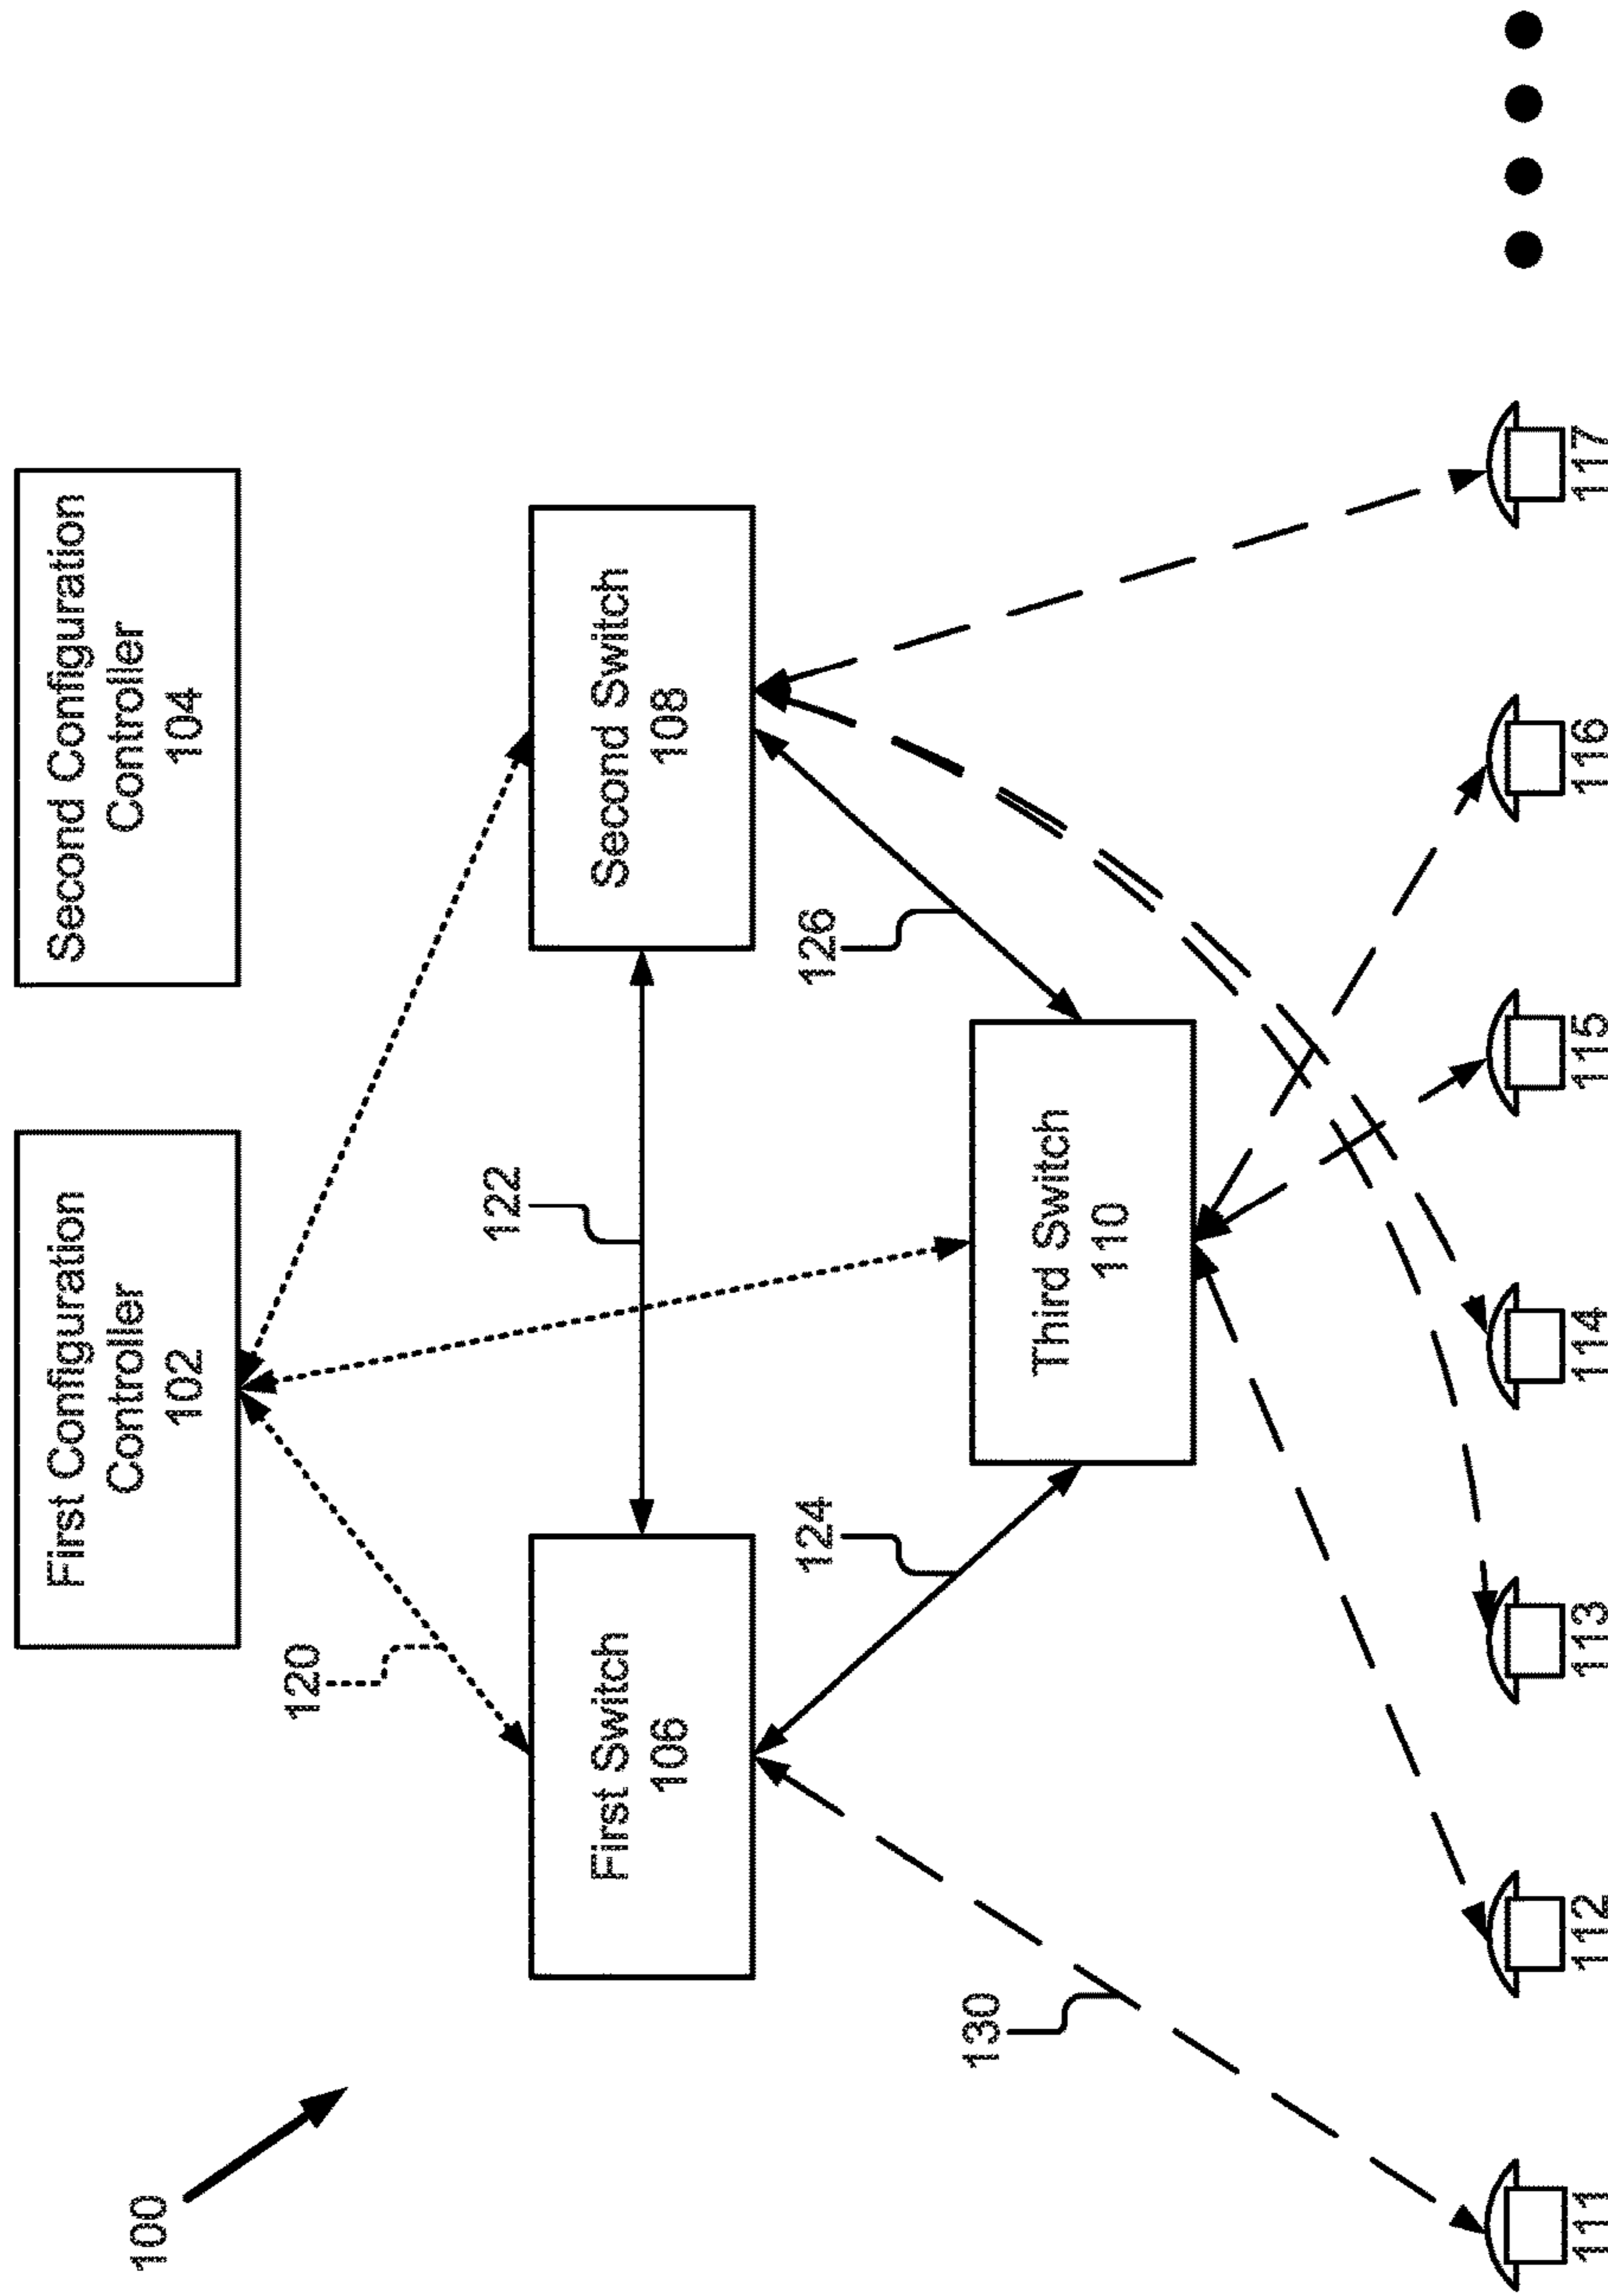 100
First Configuration
Controller
102
Second Configuration
Controller
104
120
122
First Switch
106
Second Switch
108
124
126
130
Third Switch
110
111
112
113
114
115
116
117